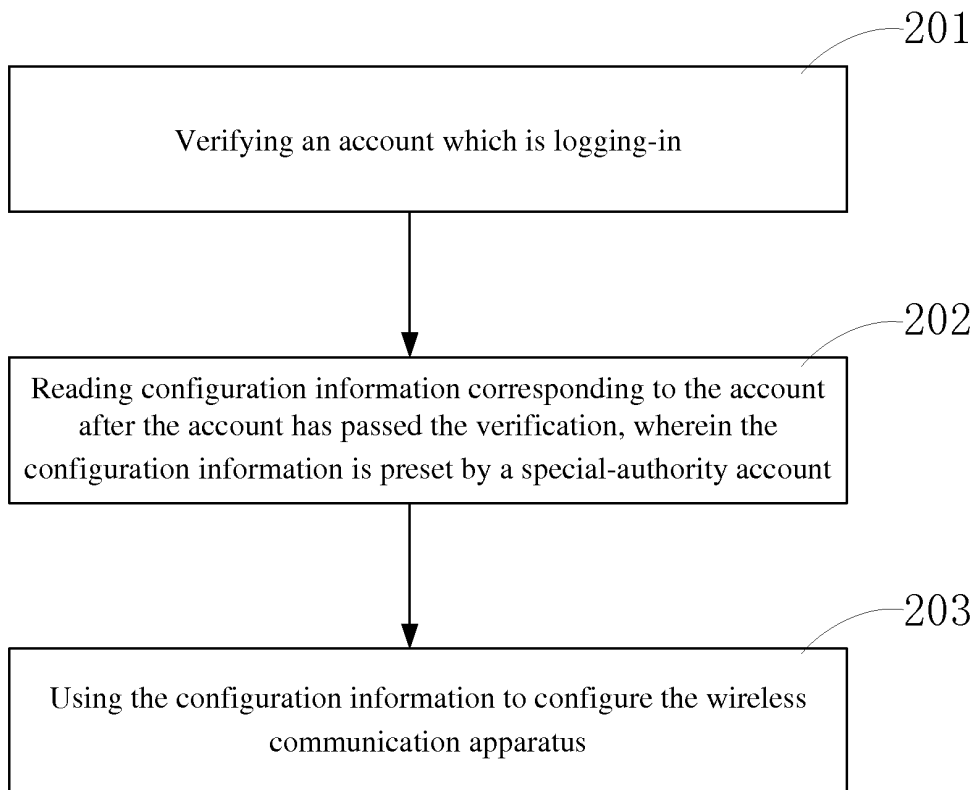 201
Verifying an account which is logging-in
202
Reading configuration information corresponding to the account
after the account has passed the verification, wherein the
configuration information is preset by a special-authority account
203
Using the configuration information to configure the wireless
communication apparatus